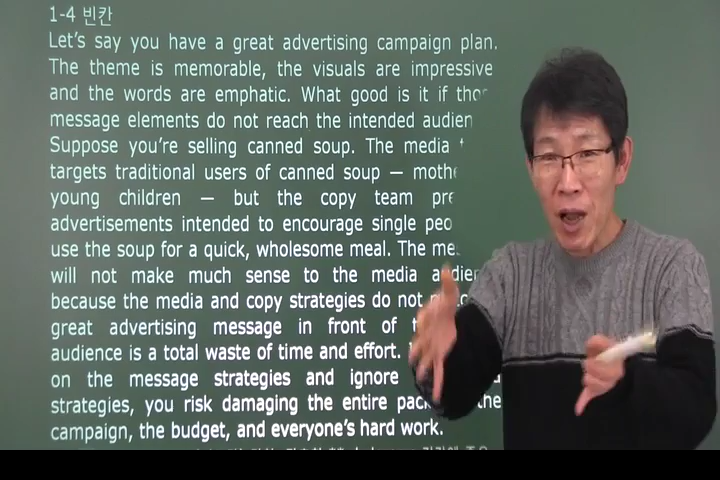 1-4 빈칸
Let's say you have a great advertising campaign plan.
The theme is memorable, the visuals are impressive
and the words are emphatic. What good is it if
message elements do not reach the intended
Suppose you're selling canned soup. The media
targets traditional users of canned soup —
young children — but the copy team
advertisements intended to encourage single
use the soup for a quick, wholesome meal. The
will not make much sense to the media
because the media and copy strategies do not
great advertising message in front of
audience is a total waste of time and effort.
on the message strategies and ignore
strategies, you risk damaging the entire the
campaign, the budget, and everyone's hard work.